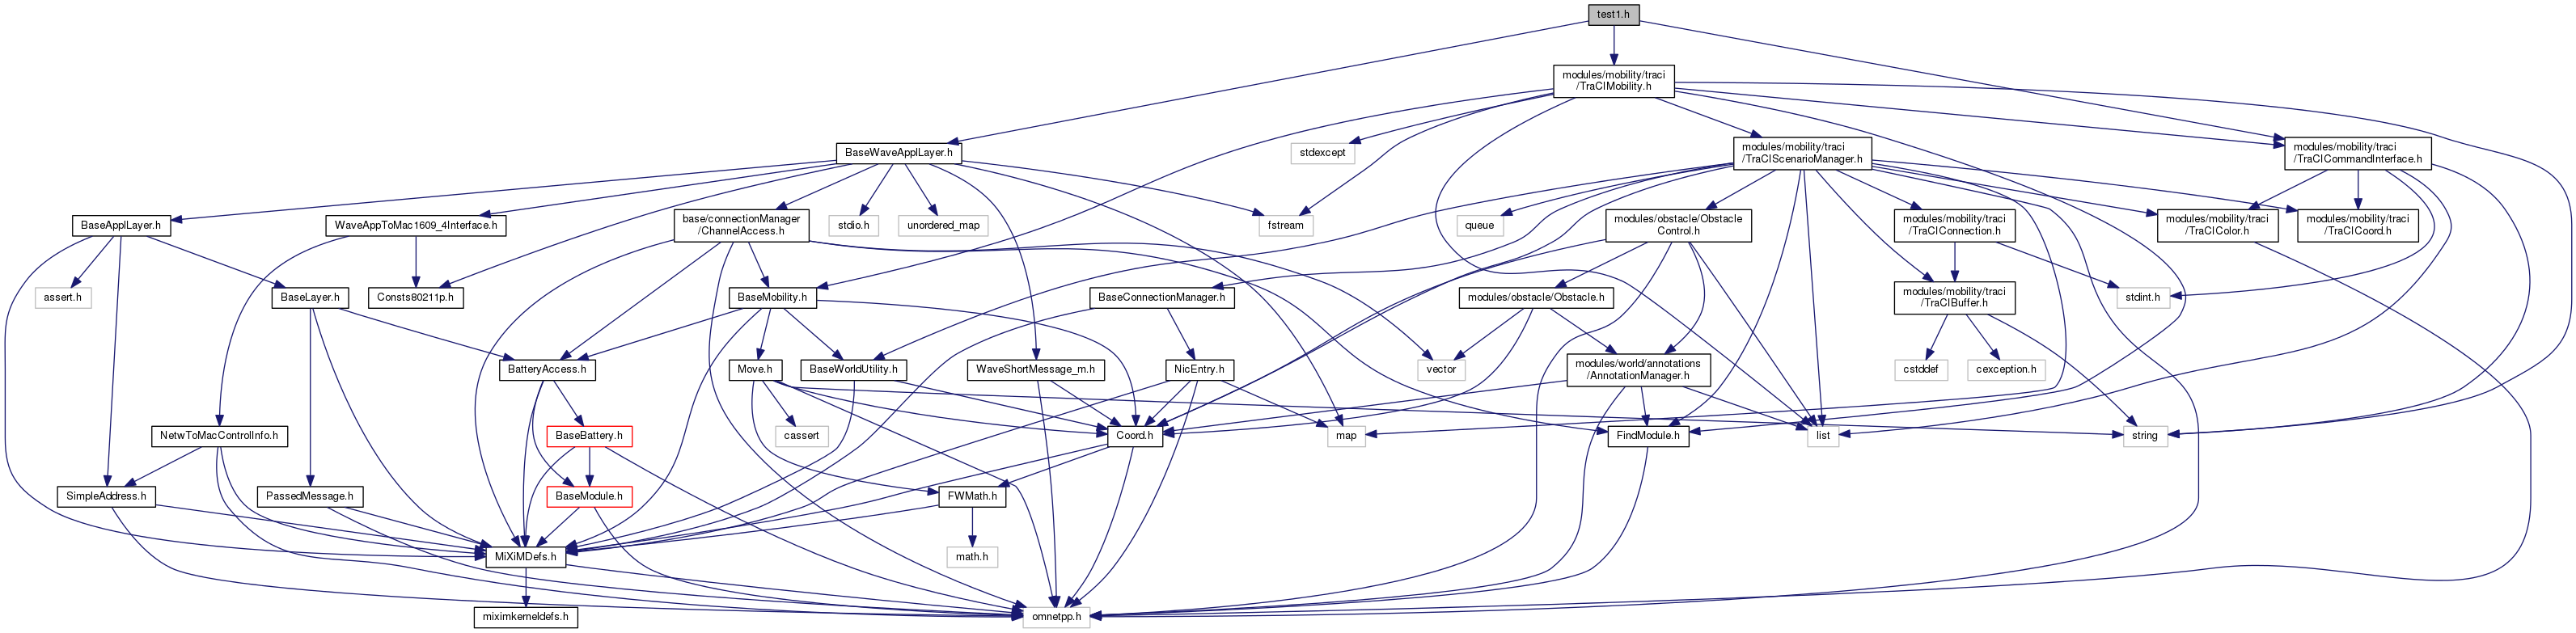 test1.h
modules/mobility/traci
/TraCIMobility.h
BaseWaveApplLayer.h
stdexcept
modules/mobility/traci
/TraCIScenarioManager.h
modules/mobility/traci
/TraCICommandInterface.h
BaseApplLayer.h
WaveAppToMac1609_4Interface.h
base/connectionManager
/ChannelAccess.h
stdio.h
unordered_map
fstream
queue
modules/obstacle/Obstacle
Control.h
modules/mobility/traci
/TraCIConnection.h
modules/mobility/traci
/TraCIColor.h
modules/mobility/traci
/TraCICoord.h
assert.h
BaseLayer.h
Consts80211p.h
BaseMobility.h
BaseConnectionManager.h
modules/obstacle/Obstacle.h
modules/mobility/traci
/TraCIBuffer.h
stdint.h
BatteryAccess.h
Move.h
BaseWorldUtility.h
WaveShortMessage_m.h
NicEntry.h
vector
modules/world/annotations
/AnnotationManager.h
cstddef
cexception.h
NetwToMacControlInfo.h
BaseBattery.h
cassert
Coord.h
map
FindModule.h
list
string
SimpleAddress.h
PassedMessage.h
BaseModule.h
FWMath.h
MiXiMDefs.h
math.h
miximkerneldefs.h
omnetpp.h